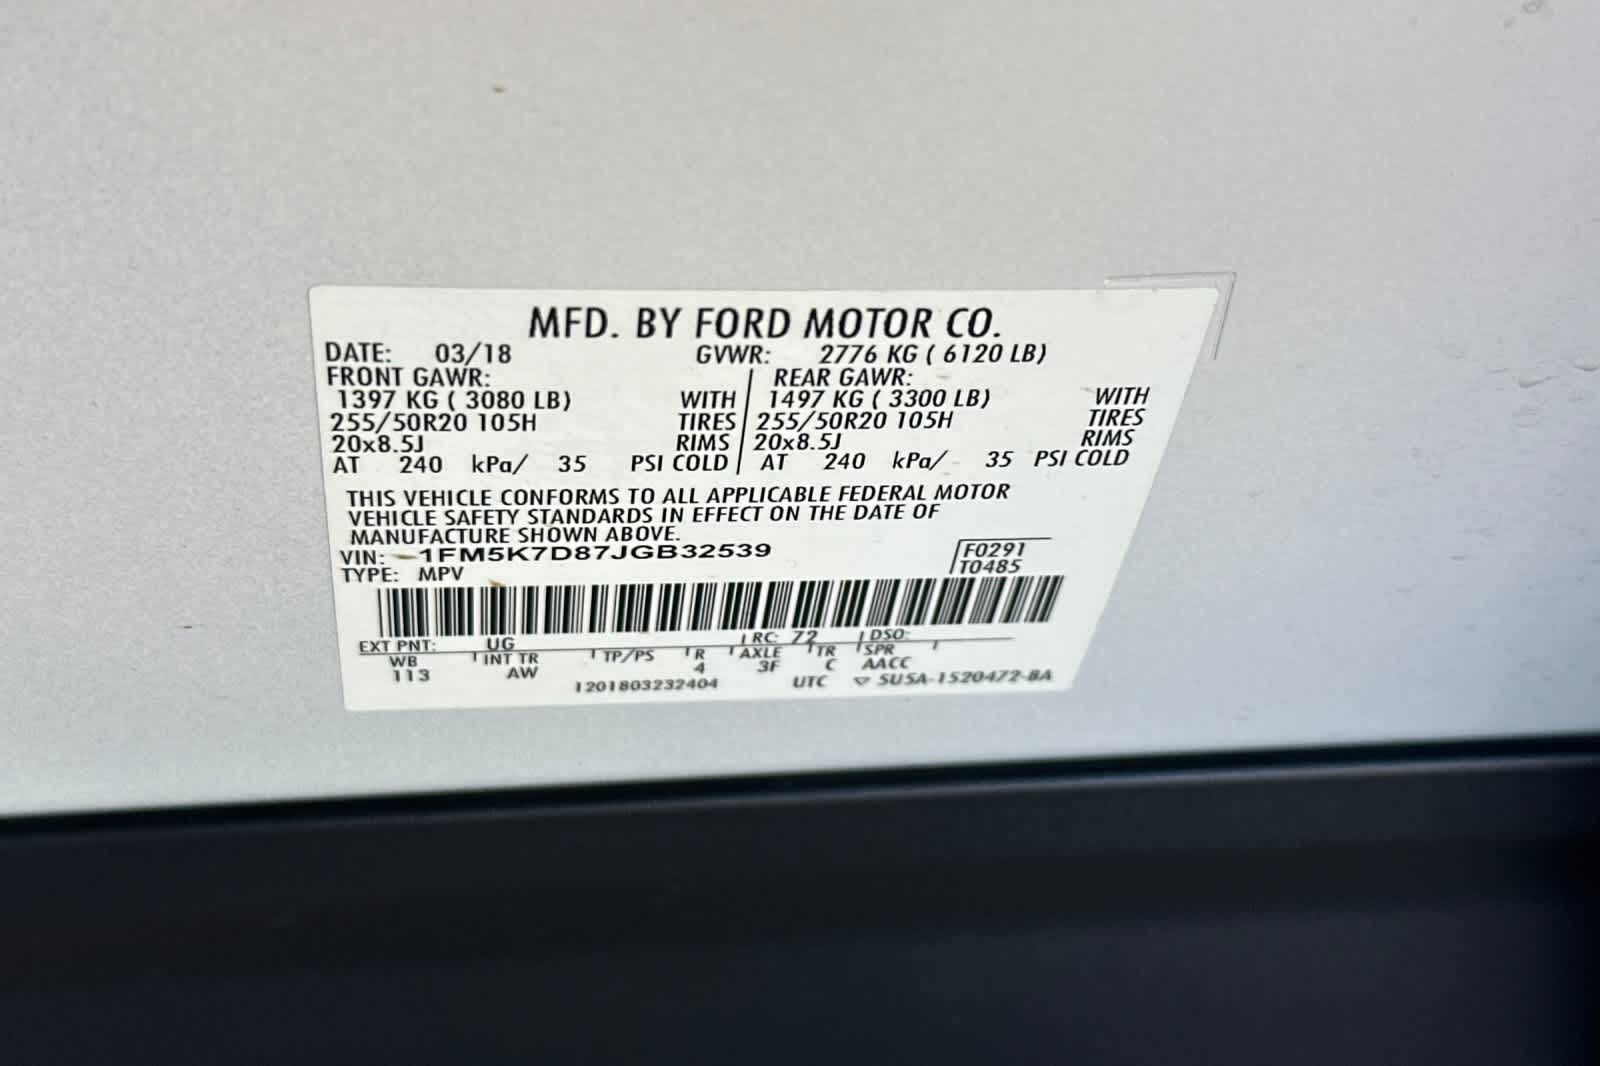 MFD. BY FORD MOTOR CO.
DATE: 03/18 GVWR: 2776 KG ( 6120 LB)
FRONT GAWR: REAR GAWR:
1397 KG ( 3080 LB) WITH 1497 KG ( 3300 LB) WITH
255/50R20 105H TIRES 255/50R20 105H TIRES
20x8.5J RIMS 20x8.5J RIMS
AT 240 kPa/ 35 PSI COLD AT 240 kPa/ 35 PSI COLD
THIS VEHICLE CONFORMS TO ALL APPLICABLE FEDERAL MOTOR
VEHICLE SAFETY STANDARDS IN EFFECT ON THE DATE OF
MANUFACTURE SHOWN ABOVE.
VIN: 1FM5K7D87JGB32539 F0291
TYPE: MPV T0485
EXT PNT: UG RC: 72 DSO:
WB INT TR TP/PS R AXLE TR SPR
113 AW 4 3F C AACC
1201803232404 UTC ▽ 5U5A-1520472-BA